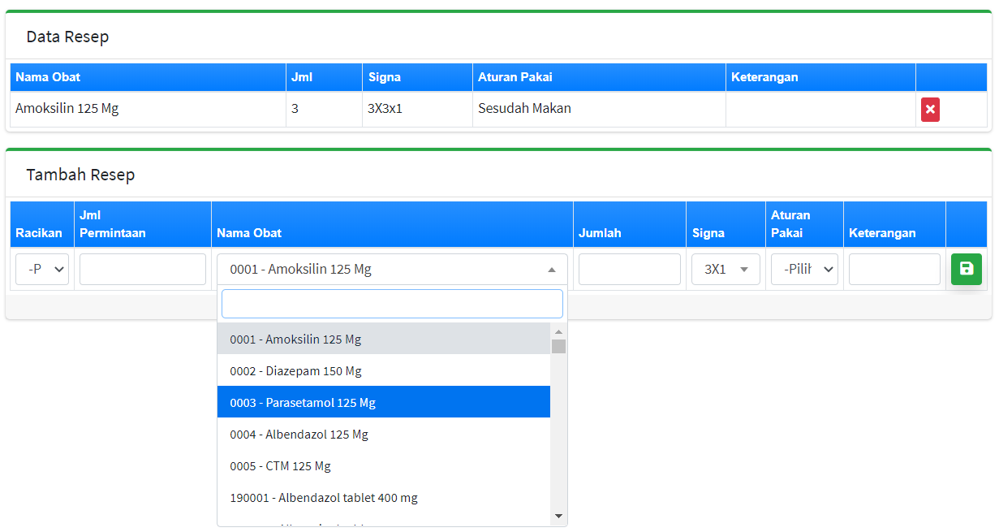 Data Resep
Nama Obat Jml Signa Aturan Pakai Keterangan
Amoksilin 125 Mg 3 3X3x1 Sesudah Makan
Tambah Resep
Racikan Jml Permintaan Nama Obat Jumlah Signa Aturan Pakai Keterangan
-P 0001 - Amoksilin 125 Mg 3X1 -Pilih
0001 - Amoksilin 125 Mg
0002 - Diazepam 150 Mg
0003 - Parasetamol 125 Mg
0004 - Albendazol 125 Mg
0005 - CTM 125 Mg
190001 - Albendazol tablet 400 mg